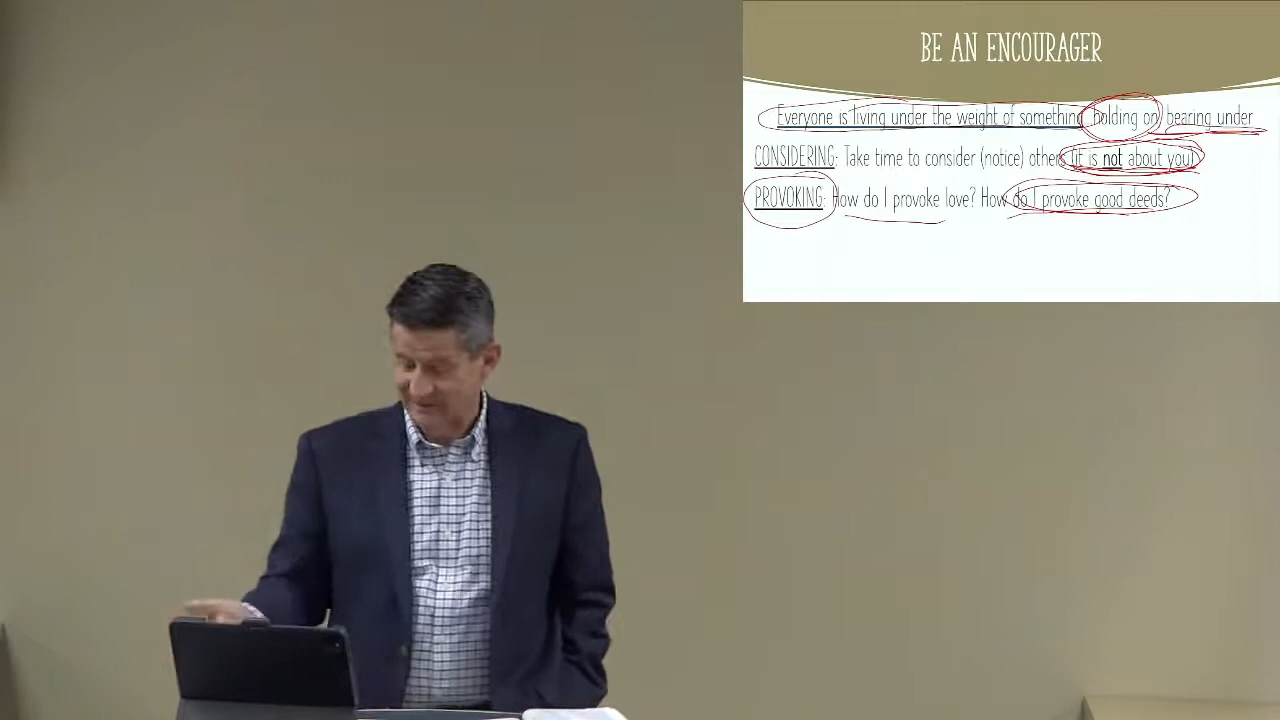 BE AN ENCOURAGER
Everyone is living under the weight of something holding on, bearing under
CONSIDERING: Take time to consider (notice) others (it is not about you)
PROVOKING: How do I provoke love? How do I provoke good deeds?